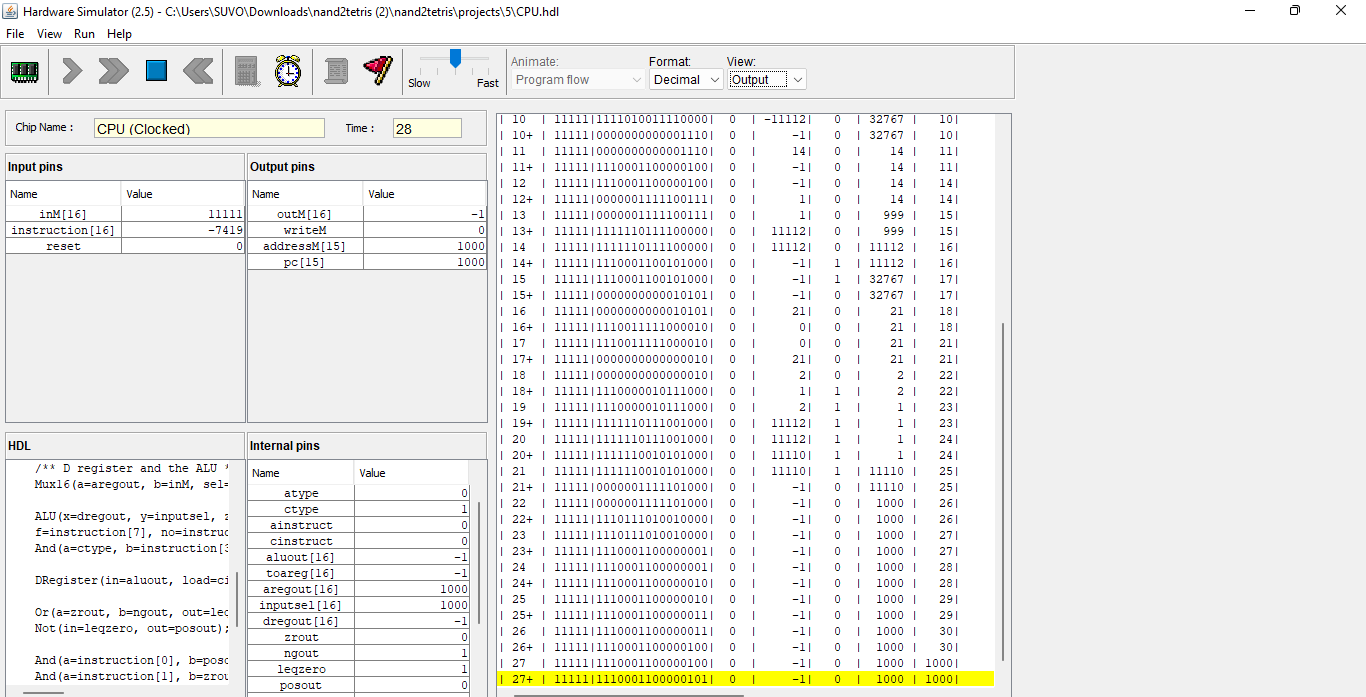 Hardware Simulator (2.5) - C:\Users\SUVO\Downloads\nand2tetris (2)\nand2tetris\projects\5\CPU.hdl
File View Run Help
Slow Fast
Animate: Format: View:
Program flow Decimal Output
Chip Name : CPU (Clocked) Time : 28
Input pins
Name Value
inM[16] 11111
instruction[16] -7419
reset 0
Output pins
Name Value
outM[16] -1
writeM 0
addressM[15] 1000
pc[15] 1000
HDL
/** D register and the ALU *
Mux16(a=aregout, b=inM, sel=
ALU(x=dregout, y=inputsel,
f=instruction[7], no=instruc
And(a=ctype, b=instruction[
DRegister(in=aluout, load=ci
Or(a=zrout, b=ngout, out=leq
Not(in=leqzero, out=posout);
And(a=instruction[0], b=poso
And(a=instruction[1], b=zrou
Internal pins
Name Value
atype 0
ctype 1
ainstruct 0
cinstruct 0
aluout[16] -1
toareg[16] -1
aregout[16] 1000
inputsel[16] 1000
dregout[16] -1
zrout 0
ngout 1
leqzero 1
posout 0
| 10 | 11111|1111010011110000| 0 | -11112| 0 | 32767 | 10|
| 10+ | 11111|0000000000001110| 0 | -1| 0 | 32767 | 10|
| 11 | 11111|0000000000001110| 0 | 14| 0 | 14 | 11|
| 11+ | 11111|1110001100000100| 0 | -1| 0 | 14 | 11|
| 12 | 11111|1110001100000100| 0 | -1| 0 | 14 | 14|
| 12+ | 11111|0000001111100111| 0 | 1| 0 | 14 | 14|
| 13 | 11111|0000001111100111| 0 | 1| 0 | 999 | 15|
| 13+ | 11111|1111110111100000| 0 | 11112| 0 | 999 | 15|
| 14 | 11111|1111110111100000| 0 | 11112| 0 | 11112 | 16|
| 14+ | 11111|1110001100101000| 0 | -1| 1 | 11112 | 16|
| 15 | 11111|1110001100101000| 0 | -1| 1 | 32767 | 17|
| 15+ | 11111|0000000000010101| 0 | -1| 0 | 32767 | 17|
| 16 | 11111|0000000000010101| 0 | 21| 0 | 21 | 18|
| 16+ | 11111|1110011111000010| 0 | 0| 0 | 21 | 18|
| 17 | 11111|1110011111000010| 0 | 0| 0 | 21 | 21|
| 17+ | 11111|0000000000000010| 0 | 21| 0 | 21 | 21|
| 18 | 11111|0000000000000010| 0 | 2| 0 | 2 | 22|
| 18+ | 11111|1110000010111000| 0 | 1| 1 | 2 | 22|
| 19 | 11111|1110000010111000| 0 | 2| 1 | 1 | 23|
| 19+ | 11111|1111110111001000| 0 | 11112| 1 | 1 | 23|
| 20 | 11111|1111110111001000| 0 | 11112| 1 | 1 | 24|
| 20+ | 11111|1111110010101000| 0 | 11110| 1 | 1 | 24|
| 21 | 11111|1111110010101000| 0 | 11110| 1 | 11110 | 25|
| 21+ | 11111|0000001111101000| 0 | -1| 0 | 11110 | 25|
| 22 | 11111|0000001111101000| 0 | -1| 0 | 1000 | 26|
| 22+ | 11111|1110111010010000| 0 | -1| 0 | 1000 | 26|
| 23 | 11111|1110111010010000| 0 | -1| 0 | 1000 | 27|
| 23+ | 11111|1110001100000001| 0 | -1| 0 | 1000 | 27|
| 24 | 11111|1110001100000001| 0 | -1| 0 | 1000 | 28|
| 24+ | 11111|1110001100000010| 0 | -1| 0 | 1000 | 28|
| 25 | 11111|1110001100000010| 0 | -1| 0 | 1000 | 29|
| 25+ | 11111|1110001100000011| 0 | -1| 0 | 1000 | 29|
| 26 | 11111|1110001100000011| 0 | -1| 0 | 1000 | 30|
| 26+ | 11111|1110001100000100| 0 | -1| 0 | 1000 | 30|
| 27 | 11111|1110001100000100| 0 | -1| 0 | 1000 | 1000|
| 27+ | 11111|1110001100000101| 0 | -1| 0 | 1000 | 1000|